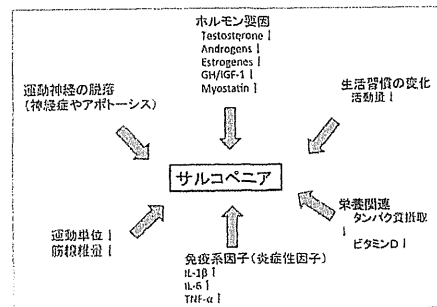 ホルモン要因
Testosterone ↓
Androgens ↓
Estrogenes ↓
GH/IGF-1 ↓
Myostatin ↓
運動神経の脱落
(神経症やアポトーシス)
生活習慣の変化
活動量 ↓
サルコペニア
運動単位 ↓
筋線維量 ↓
免疫系因子(炎症性因子)
IL-1β ↓
IL-6 ↓
TNF-α ↓
栄養関連
タンパク質摂取
↓
ビタミンD ↓